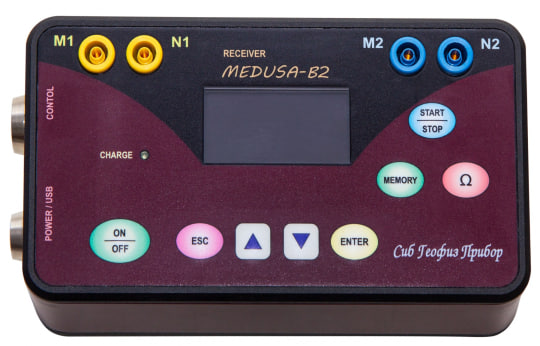 M1
N1
M2
N2
RECEIVER
MEDUSA-B2
CONTOL
START
STOP
CHARGE
MEMORY
Ω
POWER / USB
ON
OFF
ESC
ENTER
Сиб Геофиз Прибор